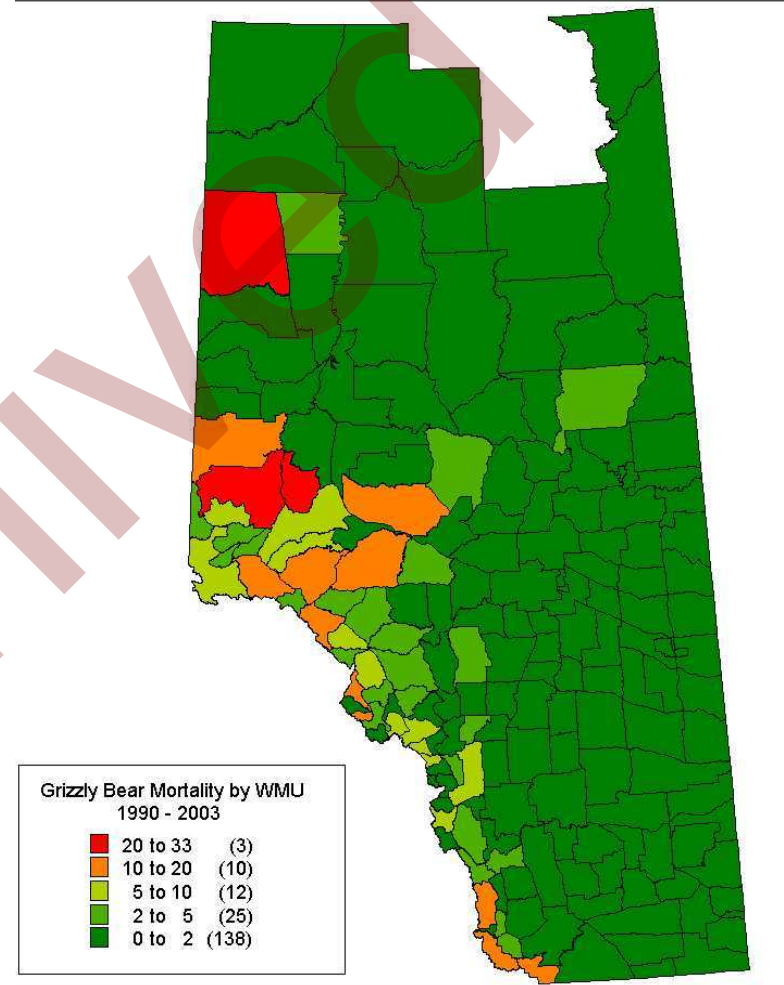 Grizzly Bear Mortality by WMU
1990 - 2003
20 to 33 (3)
10 to 20 (10)
5 to 10 (12)
2 to 5 (25)
0 to 2 (138)
ived